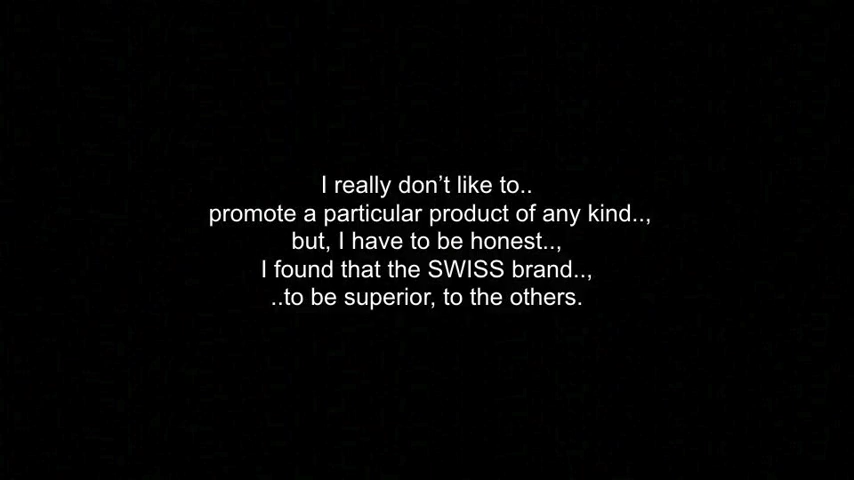 I really don’t like to..
promote a particular product of any kind..,
but, I have to be honest..,
I found that the SWISS brand..,
..to be superior, to the others.